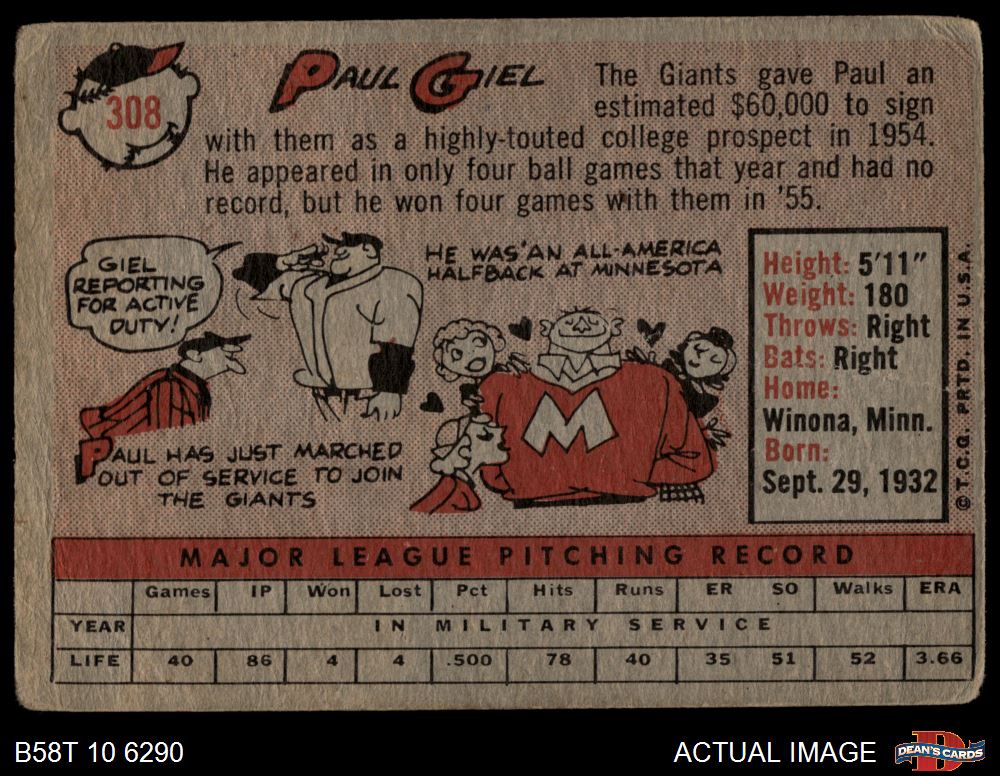 308
PAUL GIEL
The Giants gave Paul an
estimated $60,000 to sign
with them as a highly-touted college prospect in 1954.
He appeared in only four ball games that year and had no
record, but he won four games with them in '55.
GIEL
REPORTING
FOR ACTIVE
DUTY!
PAUL HAS JUST MARCHED
OUT OF SERVICE TO JOIN
THE GIANTS
HE WAS AN ALL-AMERICA
HALFBACK AT MINNESOTA
M
Height: 5'11"
Weight: 180
Throws: Right
Bats: Right
Home:
Winona, Minn.
Born:
Sept. 29, 1932
© T.C.G. PRTD. IN U.S.A.
MAJOR LEAGUE PITCHING RECORD
Games IP Won Lost Pct Hits Runs ER SO Walks ERA
YEAR IN MILITARY SERVICE
LIFE 40 86 4 4 .500 78 40 35 51 52 3.66
B58T 10 6290
ACTUAL IMAGE
DEAN'S CARDS